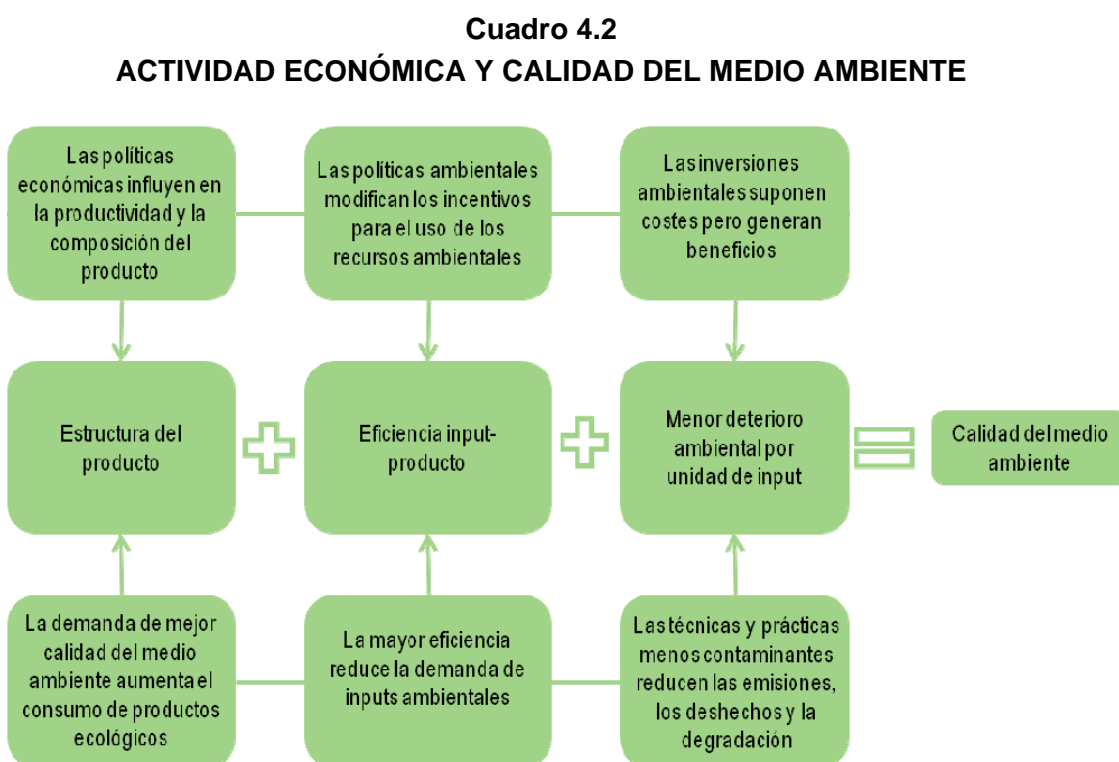 Cuadro 4.2
ACTIVIDAD ECONÓMICA Y CALIDAD DEL MEDIO AMBIENTE
Las políticas
económicas influyen en
la productividad y la
composición del
producto
Las políticas ambientales
modifican los incentivos
para el uso de los
recursos ambientales
Las inversiones
ambientales suponen
costes pero generan
beneficios
Estructura del
producto
Eficiencia input-
producto
Menor deterioro
ambiental por
unidad de input
Calidad del medio
ambiente
La demanda de mejor
calidad del medio
ambiente aumenta el
consumo de productos
ecológicos
La mayor eficiencia
reduce la demanda de
inputs ambientales
Las técnicas y prácticas
menos contaminantes
reducen las emisiones,
los deshechos y la
degradación